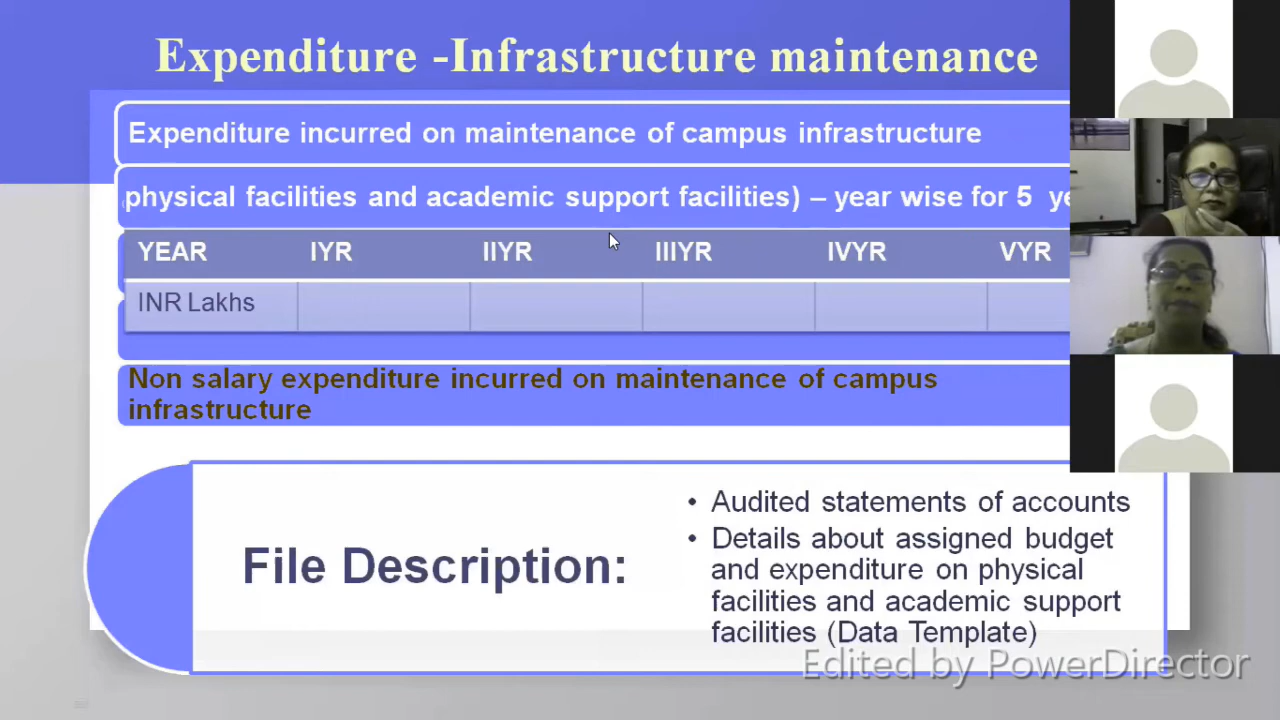 Expenditure -Infrastructure maintenance
Expenditure incurred on maintenance of campus infrastructure
physical facilities and academic support facilities) – year wise for 5
YEAR IYR IIYR IIIYR IVYR VYR
INR Lakhs
Non salary expenditure incurred on maintenance of campus
infrastructure
File Description:
• Audited statements of accounts
• Details about assigned budget
and expenditure on physical
facilities and academic support
facilities (Data Template)
Edited by PowerDirector